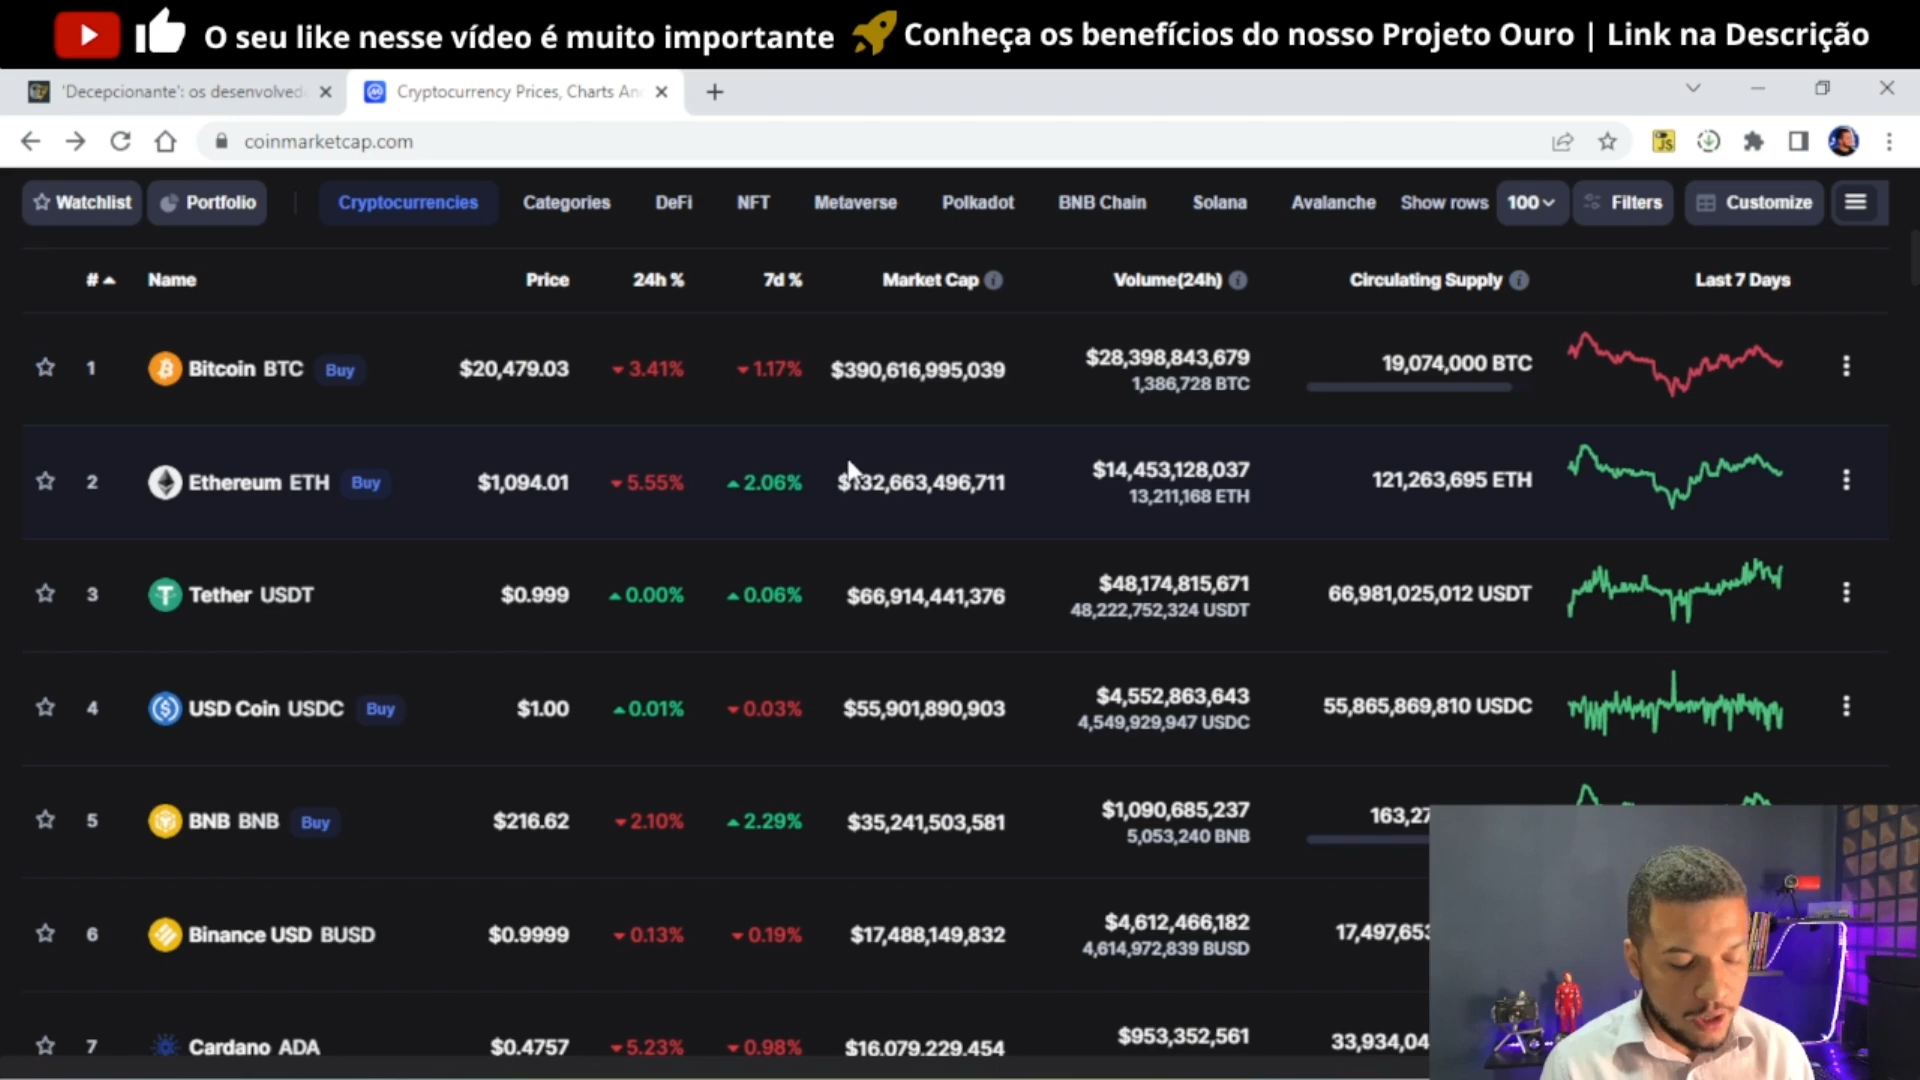 O seu like nesse vídeo é muito importante
Conheça os benefícios do nosso Projeto Ouro | Link na Descrição
'Decepcionante': os desenvolved
Cryptocurrency Prices, Charts An
coinmarketcap.com
JS
Watchlist
Portfolio
Cryptocurrencies
Categories
DeFi
NFT
Metaverse
Polkadot
BNB Chain
Solana
Avalanche
Show rows
100
Filters
Customize
# Name Price 24h % 7d % Market Cap Volume(24h) Circulating Supply Last 7 Days
1 Bitcoin BTC Buy $20,479.03 3.41% 1.17% $390,616,995,039 $28,398,843,679 19,074,000 BTC
1,386,728 BTC
2 Ethereum ETH Buy $1,094.01 5.55% 2.06% $132,663,496,711 $14,453,128,037 121,263,695 ETH
13,211,168 ETH
3 Tether USDT $0.999 0.00% 0.06% $66,914,441,376 $48,174,815,671 66,981,025,012 USDT
48,222,752,324 USDT
4 USD Coin USDC Buy $1.00 0.01% 0.03% $55,901,890,903 $4,552,863,643 55,865,869,810 USDC
4,549,929,947 USDC
5 BNB BNB Buy $216.62 2.10% 2.29% $35,241,503,581 $1,090,685,237 163,27
5,053,240 BNB
6 Binance USD BUSD $0.9999 0.13% 0.19% $17,488,149,832 $4,612,466,182 17,497,653
4,614,972,839 BUSD
7 Cardano ADA $0.4757 5.23% 0.98% $16,079,229,454 $953,352,561 33,934,04